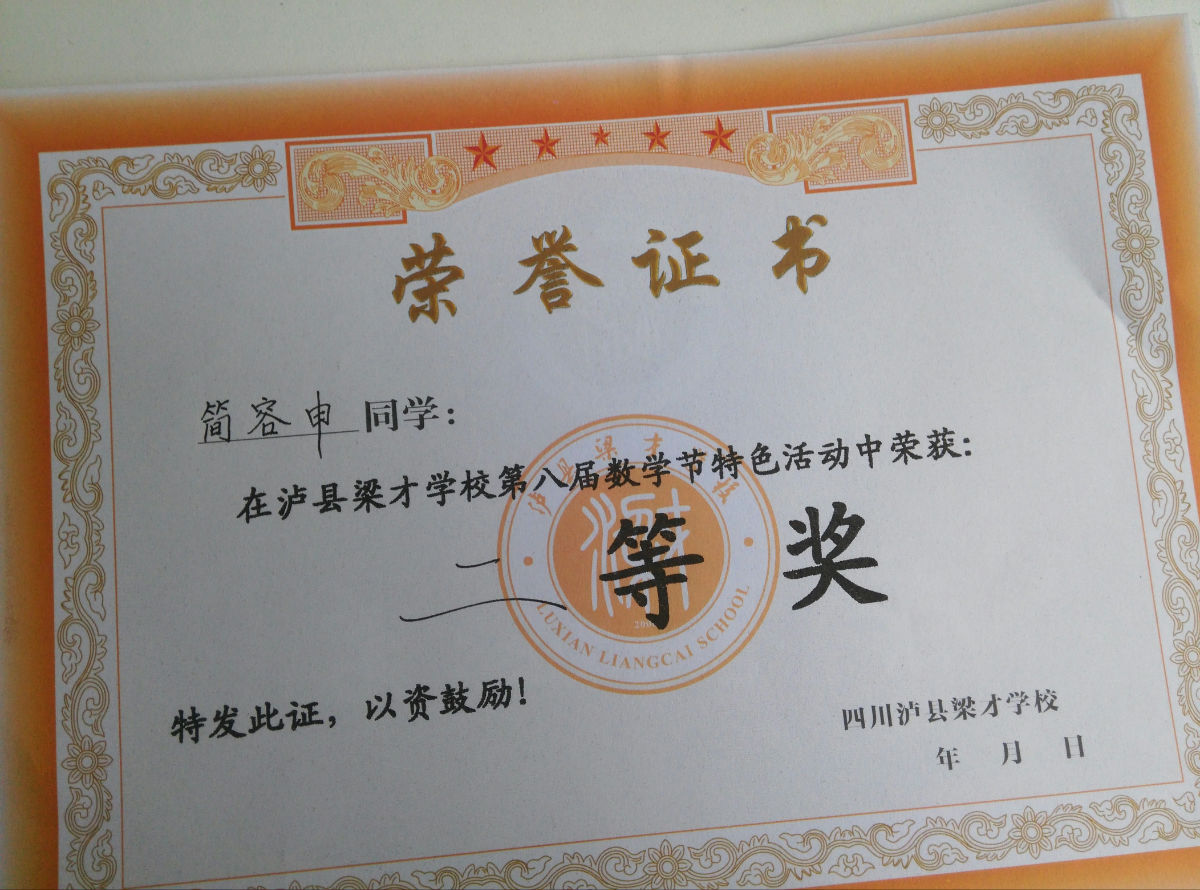 荣誉证书
简容申同学：
在泸县梁才学校第八届数学节特色活动中荣获：
二等奖
特发此证，以资鼓励！
四川泸县梁才学校
年 月 日
LUXIAN LIANGCAI SCHOOL